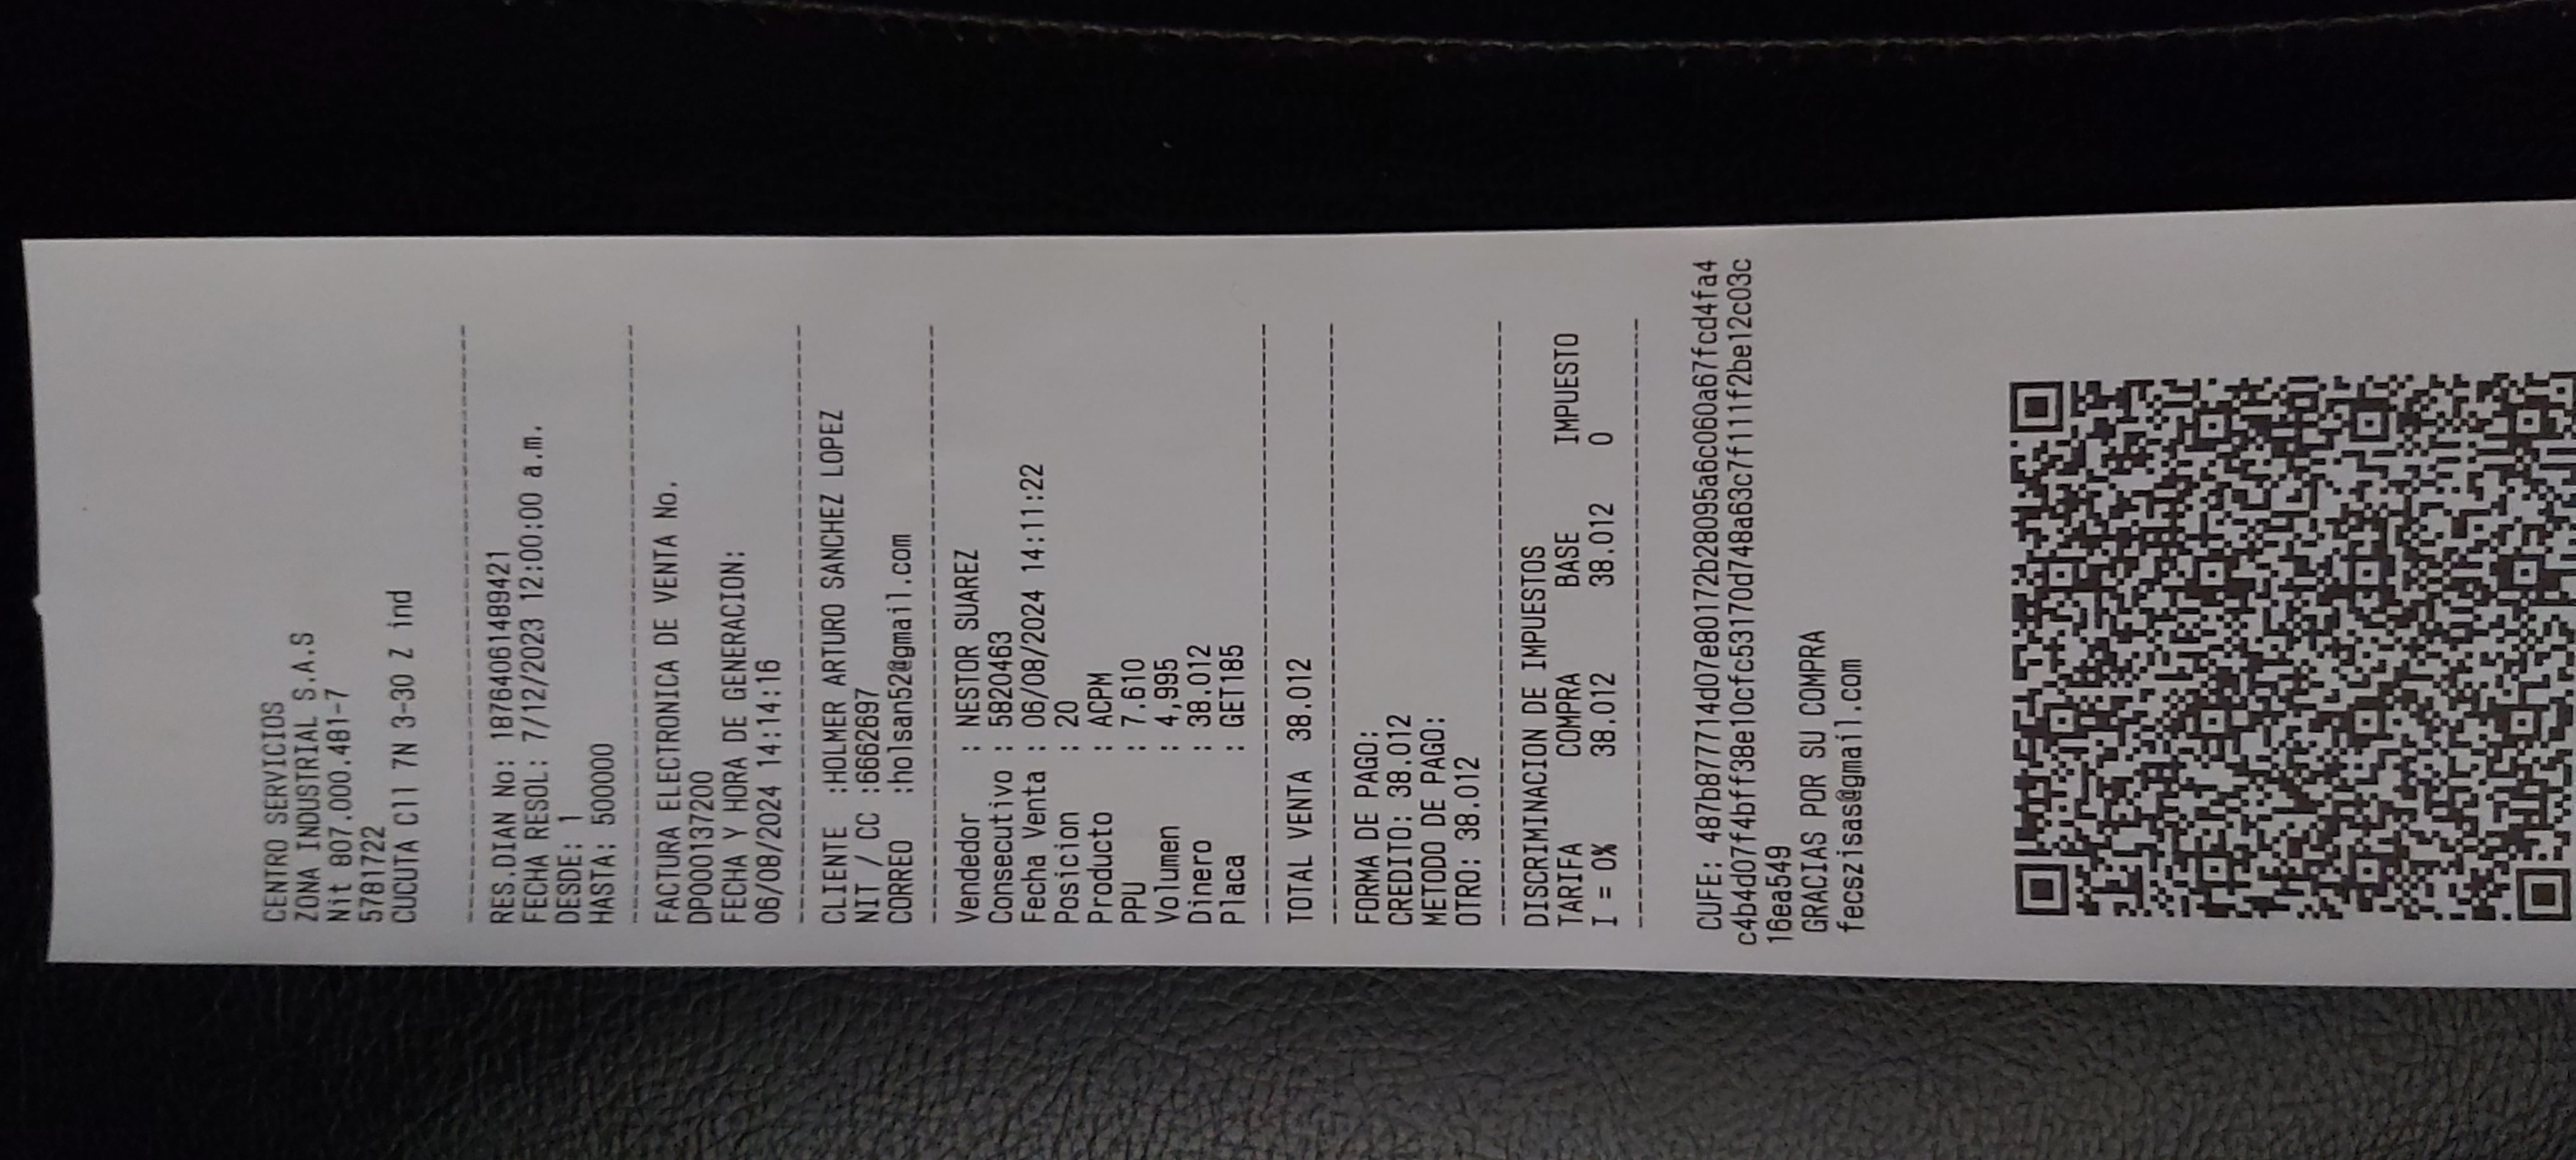 CENTRO SERVICIOS
ZONA INDUSTRIAL S.A.S
Nit 807.000.481-7
5781722
CUCUTA Cll 7N 3-30 Z ind
------------------------------------------
RES.DIAN No: 18764061489421
FECHA RESOL: 7/12/2023 12:00:00 a.m.
DESDE: 1
HASTA: 500000
------------------------------------------
FACTURA ELECTRONICA DE VENTA No.
DP000137200
FECHA Y HORA DE GENERACION:
06/08/2024 14:14:16
------------------------------------------
CLIENTE :HOLMER ARTURO SANCHEZ LOPEZ
NIT / CC :6662697
CORREO :holsan52@gmail.com
------------------------------------------
Vendedor : NESTOR SUAREZ
Consecutivo : 5820463
Fecha Venta : 06/08/2024 14:11:22
Posicion : 20
Producto : ACPM
PPU : 7.610
Volumen : 4,995
Dinero : 38.012
Placa : GET185
------------------------------------------
TOTAL VENTA 38.012
------------------------------------------
FORMA DE PAGO:
CREDITO: 38.012
METODO DE PAGO:
OTRO: 38.012
------------------------------------------
DISCRIMINACION DE IMPUESTOS
TARIFA COMPRA BASE IMPUESTO
I = 0% 38.012 38.012 0
------------------------------------------
CUFE: 487b877714d07e80172b28095a6c060a67fcd4fa4
c4b4d07f4bff38e10cfc53170d748a63c7f111f2be12c03c
16ea549
GRACIAS POR SU COMPRA
fecszisas@gmail.com